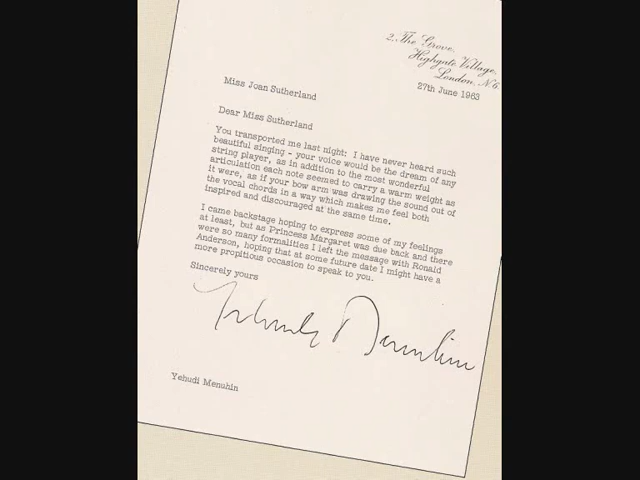 2, The Grove,
Highgate Village,
London, N.6.
27th June 1963
Miss Joan Sutherland
Dear Miss Sutherland
You transported me last night: I have never heard such
beautiful singing - your voice would be the dream of any
string player, as in addition to the most wonderful
articulation each note seemed to carry a warm weight as
it were, as if your bow arm was drawing the sound out of
the vocal chords in a way which makes me feel both
inspired and discouraged at the same time.
I came backstage hoping to express some of my feelings
at least, but as Princess Margaret was due back and there
were so many formalities I left the message with Ronald
Anderson, hoping that at some future date I might have a
more propitious occasion to speak to you.
Sincerely yours
Yehudi Menuhin
Yehudi Menuhin